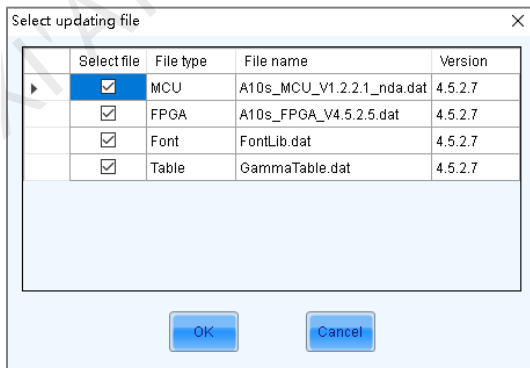 Select updating file
Select file File type File name Version
MCU A10s_MCU_V1.2.2.1_nda.dat 4.5.2.7
FPGA A10s_FPGA_V4.5.2.5.dat 4.5.2.7
Font FontLib.dat 4.5.2.7
Table GammaTable.dat 4.5.2.7
OK Cancel